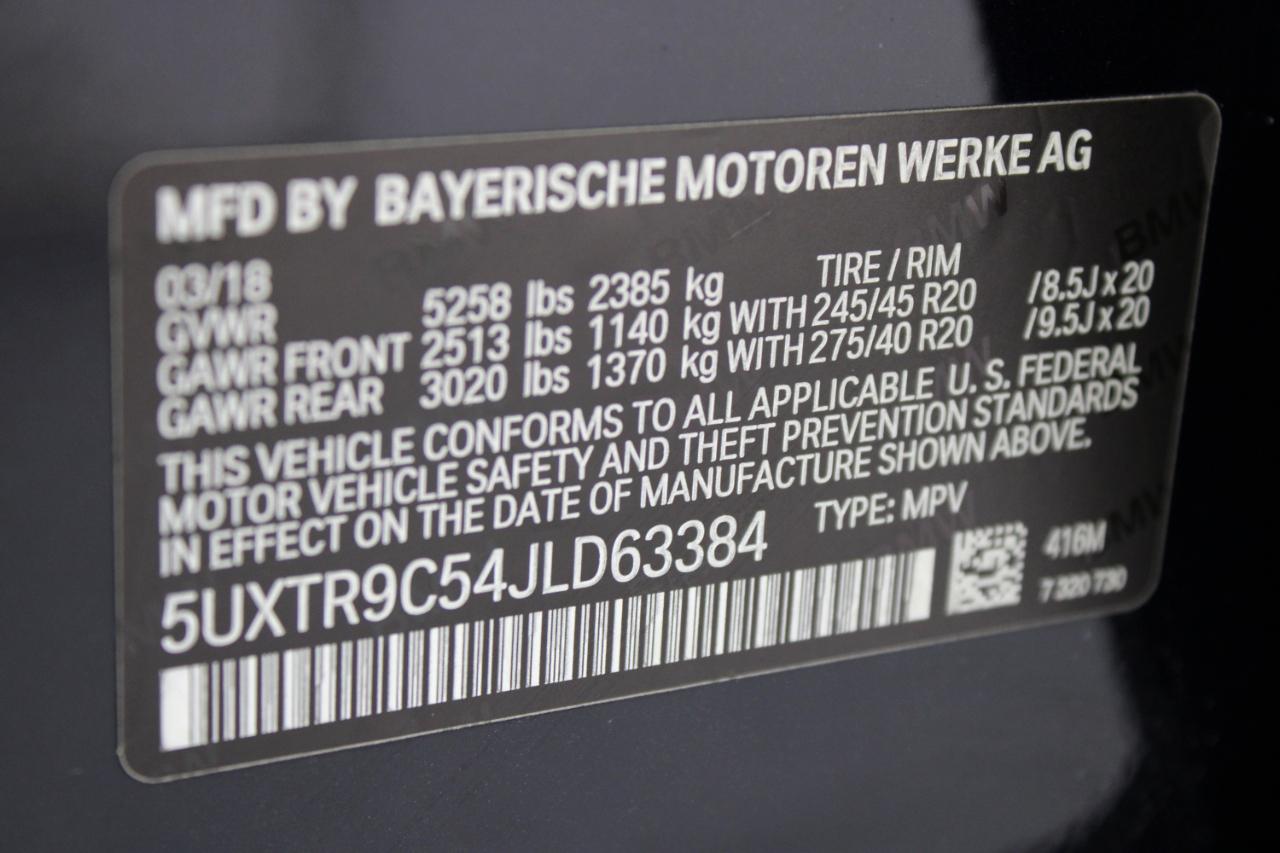 MFD BY BAYERISCHE MOTOREN WERKE AG
03/18 TIRE / RIM
GVWR 5258 lbs 2385 kg
GAWR FRONT 2513 lbs 1140 kg WITH 245/45 R20 /8.5J x 20
GAWR REAR 3020 lbs 1370 kg WITH 275/40 R20 /9.5J x 20
THIS VEHICLE CONFORMS TO ALL APPLICABLE U. S. FEDERAL
MOTOR VEHICLE SAFETY AND THEFT PREVENTION STANDARDS
IN EFFECT ON THE DATE OF MANUFACTURE SHOWN ABOVE.
5UXTR9C54JLD63384 TYPE: MPV
416M
7 320 730